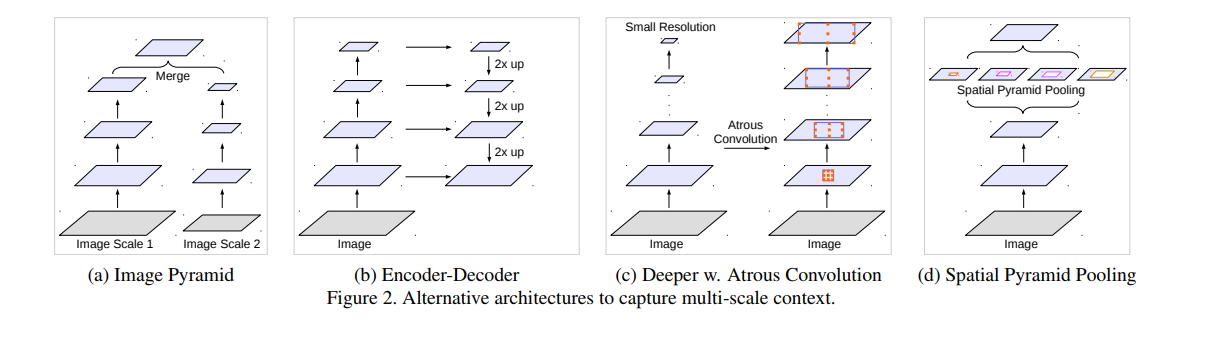 Merge
Image Scale 1
Image Scale 2
(a) Image Pyramid
2x up
2x up
2x up
Image
(b) Encoder-Decoder
Small Resolution
Atrous
Convolution
Image
Image
(c) Deeper w. Atrous Convolution
Spatial Pyramid Pooling
Image
(d) Spatial Pyramid Pooling
Figure 2. Alternative architectures to capture multi-scale context.